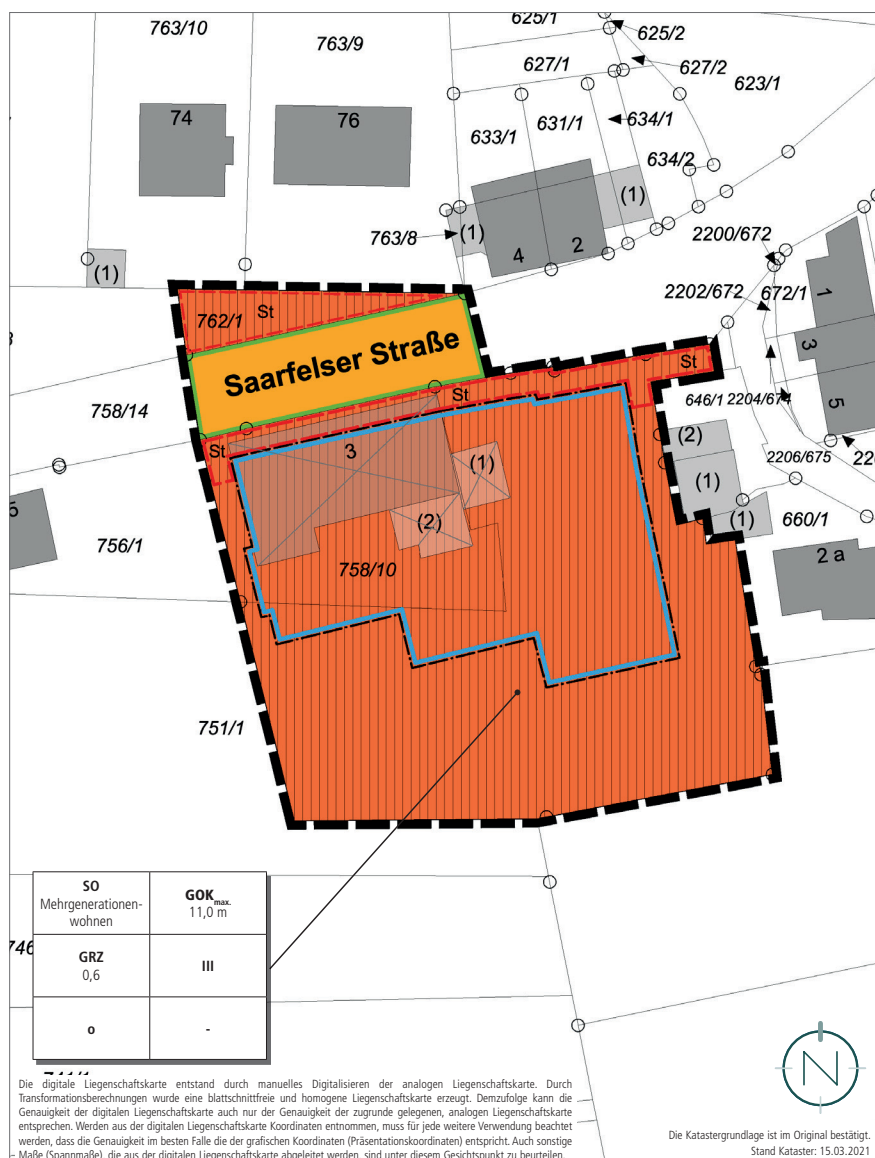 763/10
763/9
625/1
625/2
627/1
627/2
623/1
74
76
633/1
631/1
634/1
634/2
(1)
763/8
(1)
4
2
2200/672
(1)
2202/672
672/1
1
762/1
St
Saarfelser Straße
3
St
758/14
St
646/1
2204/674
5
St
3
(2)
2206/675
220
(1)
(1)
5
(2)
(1)
660/1
756/1
758/10
2 a
751/1
SO
Mehrgenerationen-
wohnen
GOKmax.
11,0 m
746
GRZ
0,6
III
o
-
N
Die digitale Liegenschaftskarte entstand durch manuelles Digitalisieren der analogen Liegenschaftskarte. Durch
Transformationsberechnungen wurde eine blattschnittfreie und homogene Liegenschaftskarte erzeugt. Demzufolge kann die
Genauigkeit der digitalen Liegenschaftskarte auch nur der Genauigkeit der zugrunde gelegenen, analogen Liegenschaftskarte
entsprechen. Werden aus der digitalen Liegenschaftskarte Koordinaten entnommen, muss für jede weitere Verwendung beachtet
werden, dass die Genauigkeit im besten Falle die der grafischen Koordinaten (Präsentationskoordinaten) entspricht. Auch sonstige
Maße (Spannmaße), die aus der digitalen Liegenschaftskarte abgeleitet werden, sind unter diesem Gesichtspunkt zu beurteilen.
Die Katastergrundlage ist im Original bestätigt.
Stand Kataster: 15.03.2021